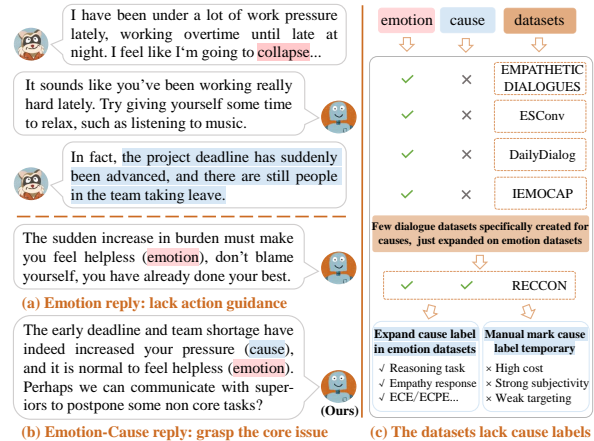 I have been under a lot of work pressure
lately, working overtime until late at
night. I feel like I'm going to collapse...
It sounds like you've been working really
hard lately. Try giving yourself some time
to relax, such as listening to music.
In fact, the project deadline has suddenly
been advanced, and there are still people
in the team taking leave.
The sudden increase in burden must make
you feel helpless (emotion), don't blame
yourself, you have already done your best.
(a) Emotion reply: lack action guidance
The early deadline and team shortage have
indeed increased your pressure (cause),
and it is normal to feel helpless (emotion).
Perhaps we can communicate with super-
iors to postpone some non core tasks?
(Ours)
(b) Emotion-Cause reply: grasp the core issue
emotion cause datasets
✓ × EMPATHETIC
DIALOGUES
✓ × ESConv
✓ × DailyDialog
✓ × IEMOCAP
Few dialogue datasets specifically created for
causes, just expanded on emotion datasets
✓ ✓ RECCON
Expand cause label
in emotion datasets
√ Reasoning task
√ Empathy response
√ ECE/ECPE...
Manual mark cause
label temporary
× High cost
× Strong subjectivity
× Weak targeting
(c) The datasets lack cause labels